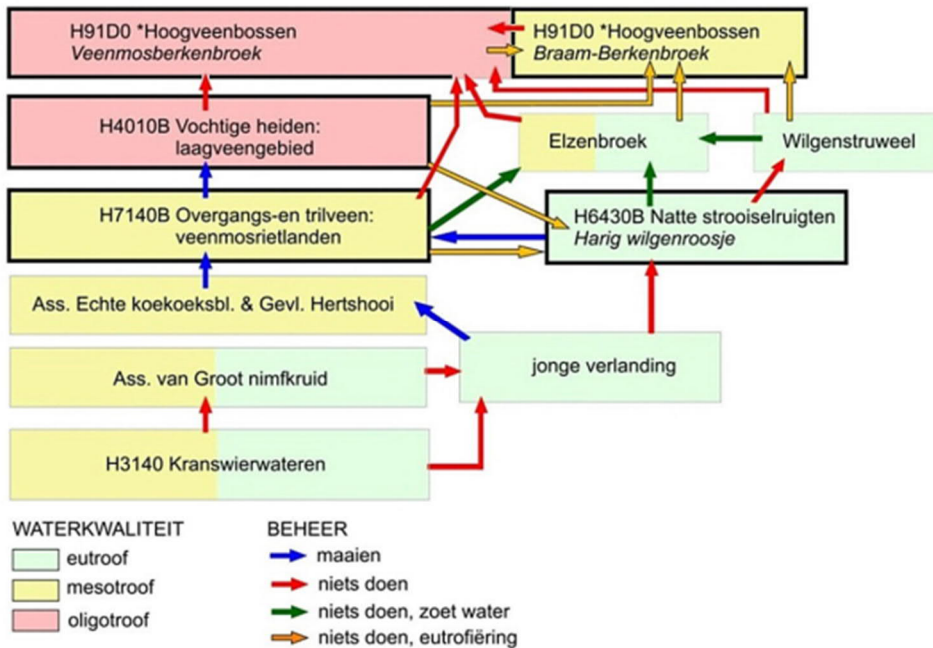 H91D0 *Hoogveenbossen
Veenmosberkenbroek
H91D0 *Hoogveenbossen
Braam-Berkenbroek
H4010B Vochtige heiden:
laagveengebied
Elzenbroek
Wilgenstruweel
H7140B Overgangs-en trilveen:
veenmosrietlanden
H6430B Natte strooiselruigten
Harig wilgenroosje
Ass. Echte koekoeksbl. & Gevl. Hertshooi
jonge verlanding
Ass. van Groot nimfkruid
H3140 Kranswierwateren
WATERKWALITEIT
eutroof
mesotroof
oligotroof
BEHEER
maaien
niets doen
niets doen, zoet water
niets doen, eutrofiëring